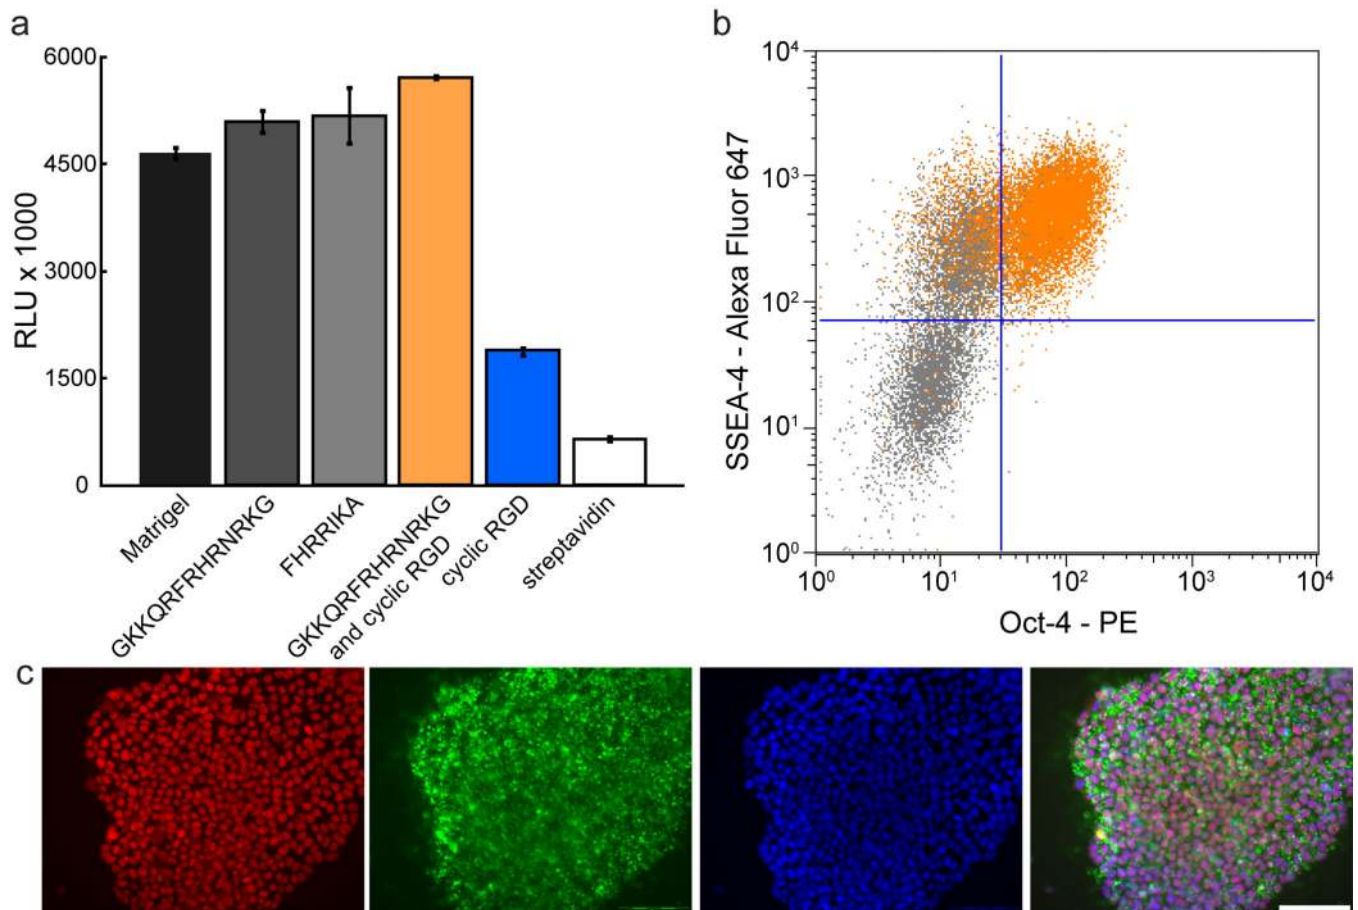 a
6000
4500
3000
1500
0
RLU x 1000
Matrigel
GKKQRFRHRNRKG
FHRRIKA
GKKQRFRHRNRKG
and cyclic RGD
cyclic RGD
streptavidin
b
10⁴
10³
10²
10¹
10⁰
SSEA-4 - Alexa Fluor 647
10⁰ 10¹ 10² 10³ 10⁴
Oct-4 - PE
c